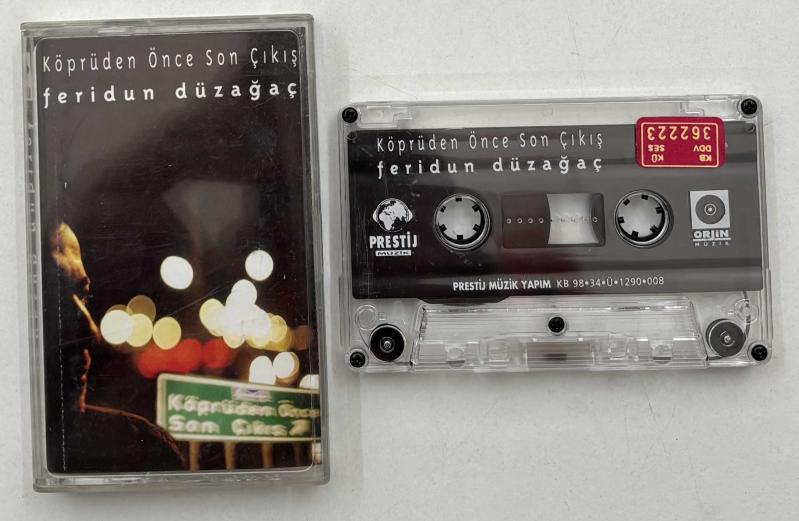 Köprüden Önce Son Çıkış
feridun düzağaç
Köprüden Önce
Son Çıkış
Köprüden Önce Son Çıkış
feridun düzağaç
KB KÜ
DDV SES
362223
PRESTİJ
MÜZİK
ORJİN
MÜZİK
PRESTİJ MÜZİK YAPIM KB 98•34•Ü•1290•008